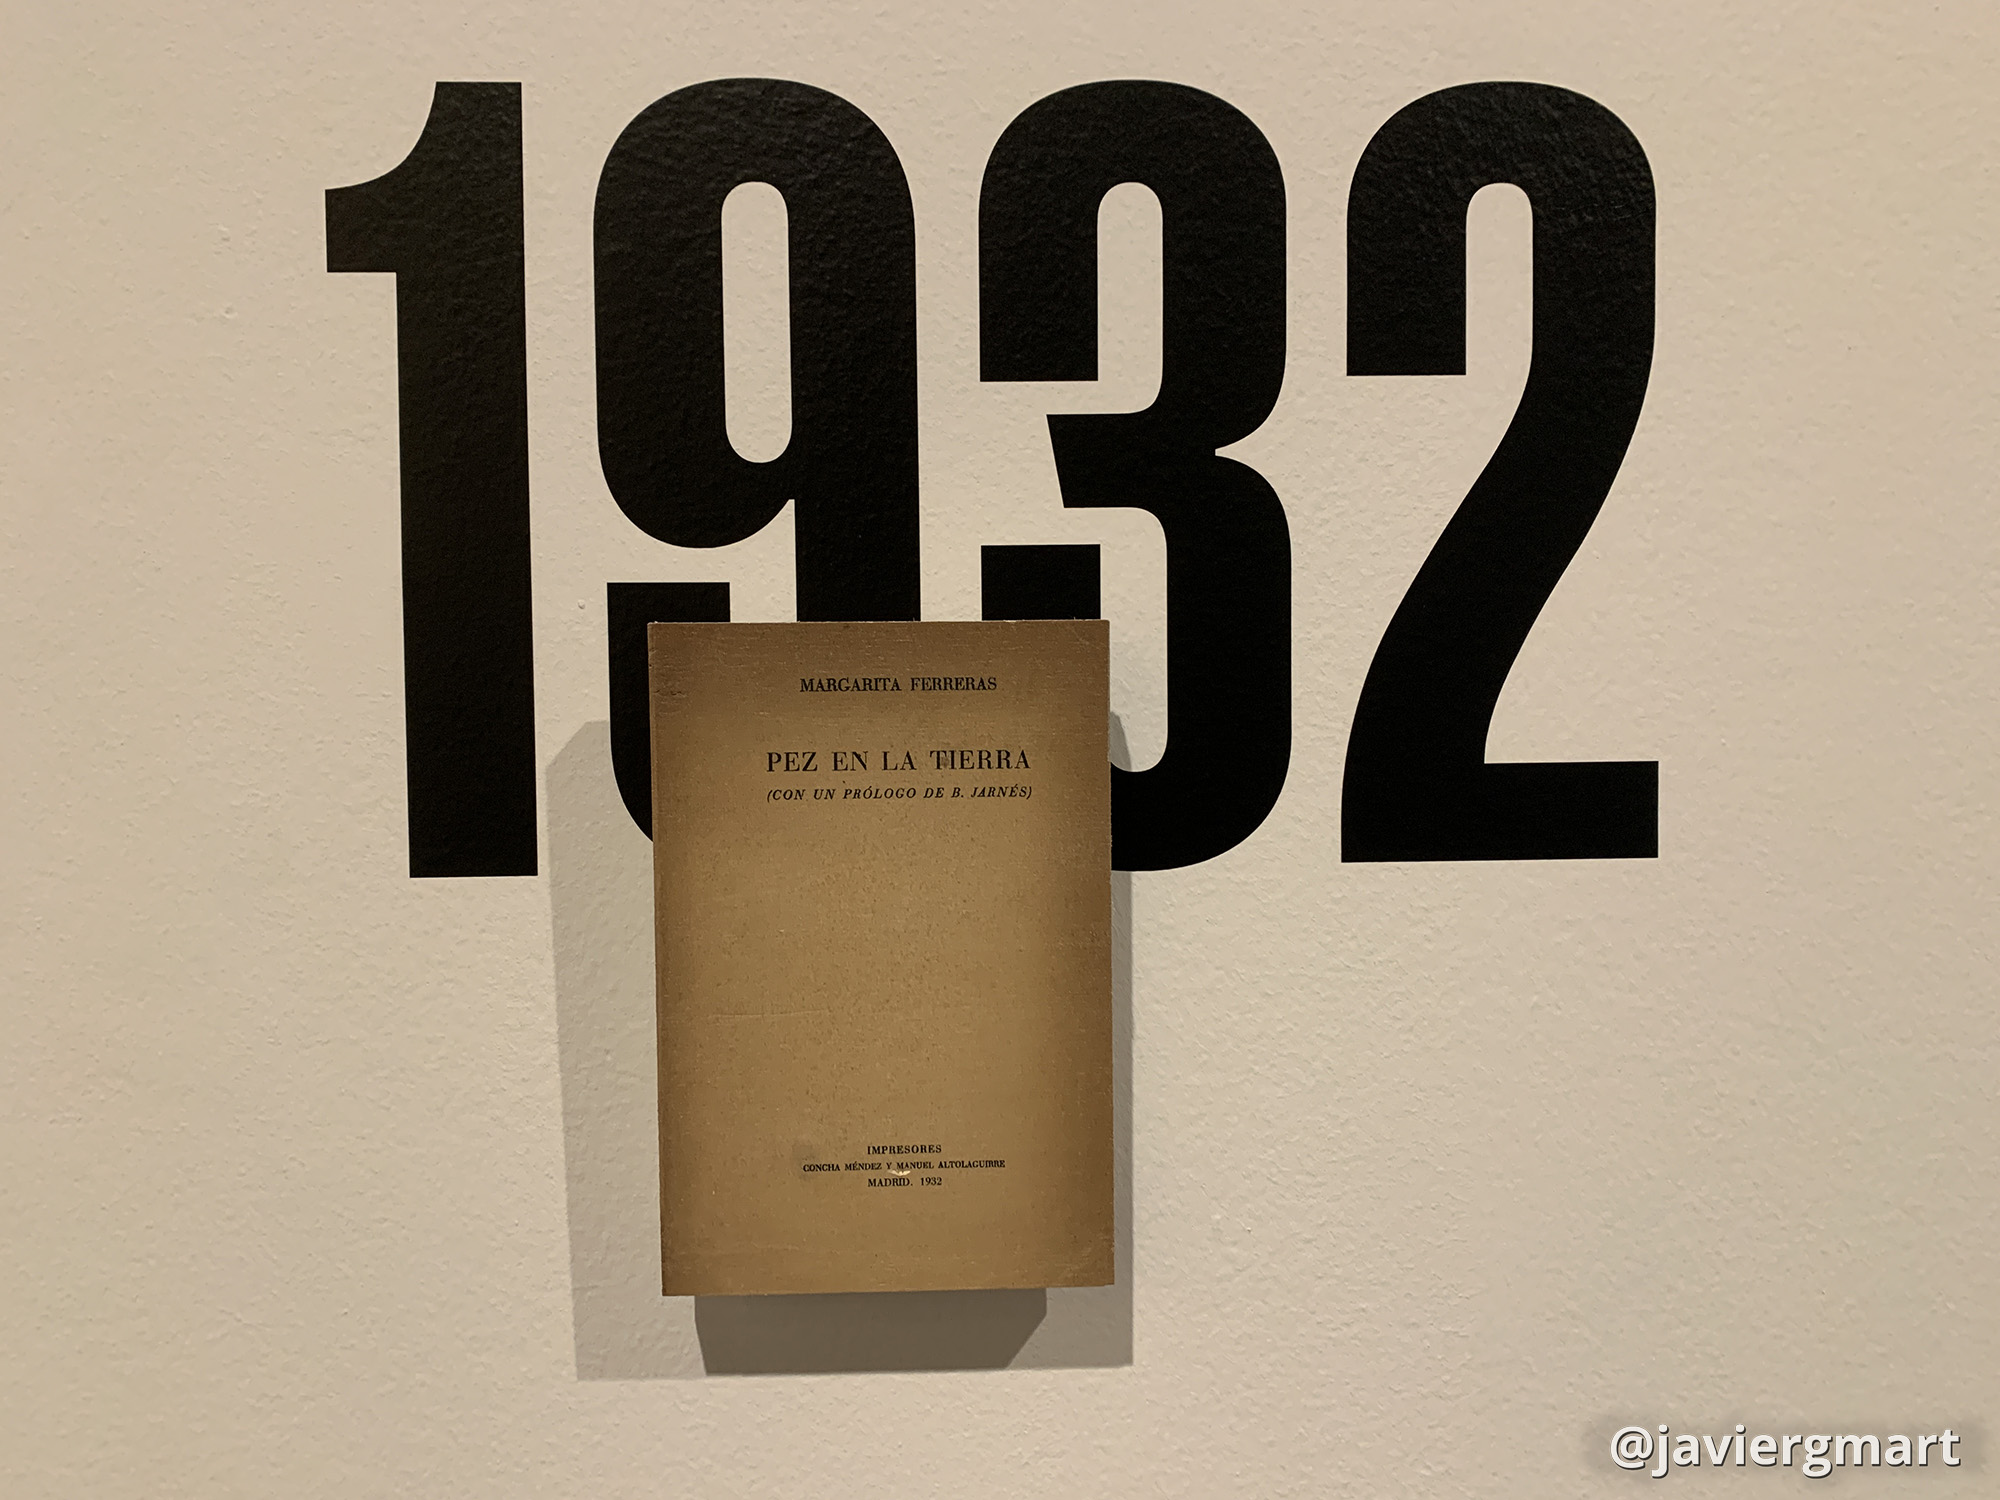 1932
MARGARITA FERRERAS
PEZ EN LA TIERRA
(CON UN PRÓLOGO DE B. JARNÉS)
IMPRESORES
CONCHA MÉNDEZ Y MANUEL ALTOLAGUIRRE
MADRID. 1932
@javiergmart